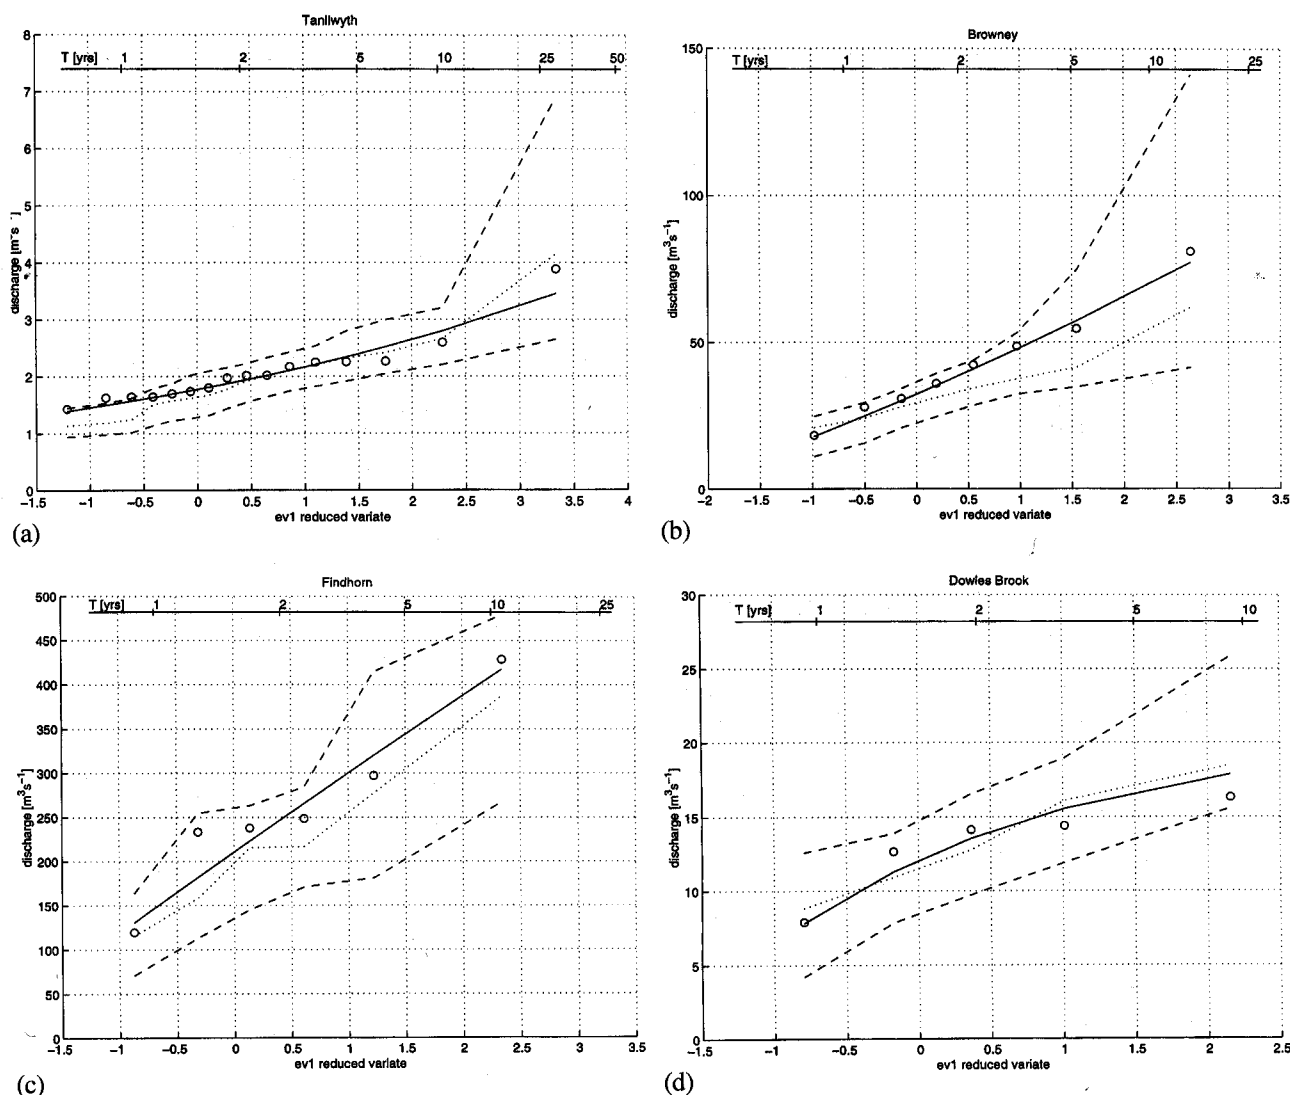 Tanllwyth
T [yrs] 1 2 5 10 25 50
8
7
6
5
4
3
2
1
0
discharge [m s ]
-1.5 -1 -0.5 0 0.5 1 1.5 2 2.5 3 3.5 4
ev1 reduced variate
(a)
Browney
T [yrs] 1 2 5 10 25
150
100
50
0
discharge [m³s⁻¹]
-2 -1.5 -1 -0.5 0 0.5 1 1.5 2 2.5 3 3.5
ev1 reduced variate
(b)
Findhorn
T [yrs] 1 2 5 10 25
500
450
400
350
300
250
200
150
100
50
0
discharge [m³s⁻¹]
-1.5 -1 -0.5 0 0.5 1 1.5 2 2.5 3 3.5
ev1 reduced variate
(c)
Dowles Brook
T [yrs] 1 2 5 10
30
25
20
15
10
5
0
discharge [m³s⁻¹]
-1.5 -1 -0.5 0 0.5 1 1.5 2 2.5
ev1 reduced variate
(d)